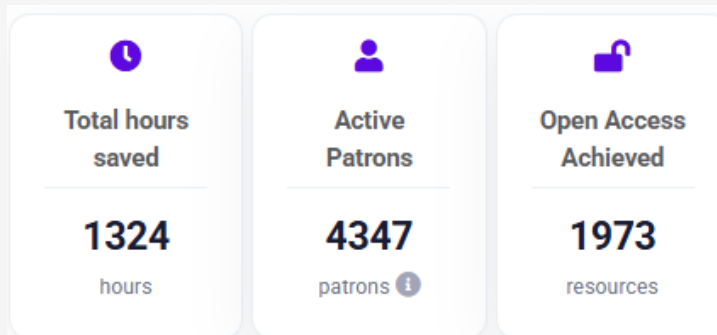 Total hours
saved
1324
hours
Active
Patrons
4347
patrons i
Open Access
Achieved
1973
resources